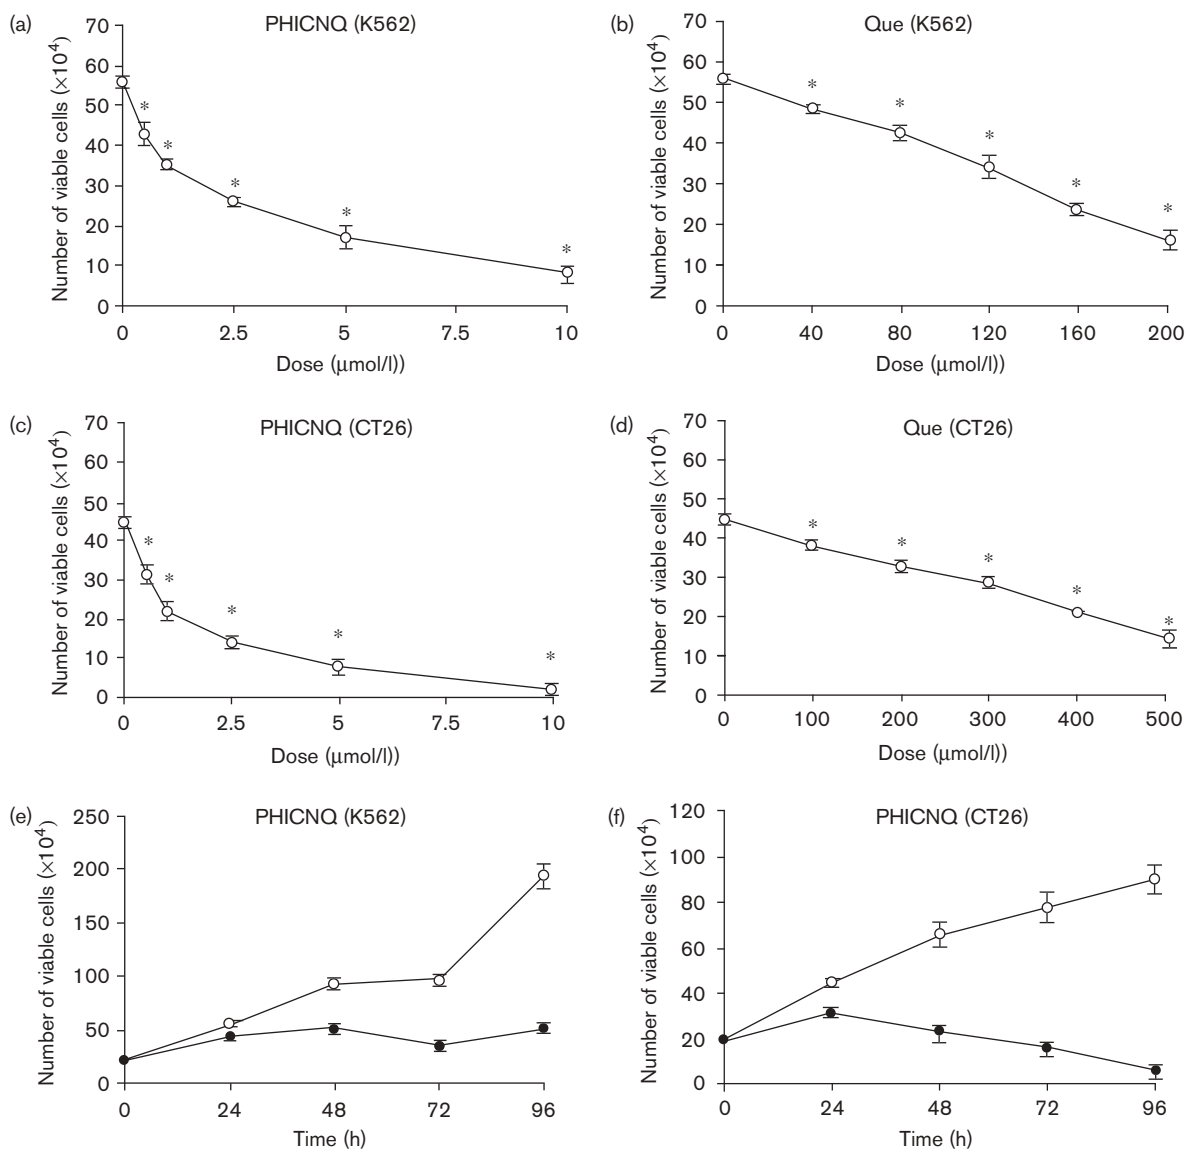 (a)
PHICNQ (K562)
Number of viable cells (×10⁴)
70
60
50
40
30
20
10
0
* * * * *
0 2.5 5 7.5 10
Dose (μmol/l))
(b)
Que (K562)
Number of viable cells (×10⁴)
70
60
50
40
30
20
10
0
* * * * *
0 40 80 120 160 200
Dose (μmol/l))
(c)
PHICNQ (CT26)
Number of viable cells (×10⁴)
70
60
50
40
30
20
10
0
* * * * *
0 2.5 5 7.5 10
Dose (μmol/l))
(d)
Que (CT26)
Number of viable cells (×10⁴)
70
60
50
40
30
20
10
0
* * * * *
0 100 200 300 400 500
Dose (μmol/l))
(e)
PHICNQ (K562)
Number of viable cells (×10⁴)
250
200
150
100
50
0
0 24 48 72 96
Time (h)
(f)
PHICNQ (CT26)
Number of viable cells (×10⁴)
120
100
80
60
40
20
0
0 24 48 72 96
Time (h)